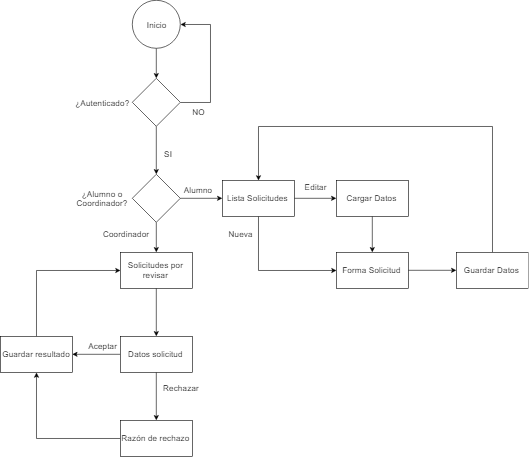 Inicio
¿Autenticado?
NO
SI
¿Alumno o
Coordinador?
Alumno
Lista Solicitudes
Editar
Cargar Datos
Coordinador
Nueva
Solicitudes por
revisar
Forma Solicitud
Guardar Datos
Guardar resultado
Aceptar
Datos solicitud
Rechazar
Razón de rechazo